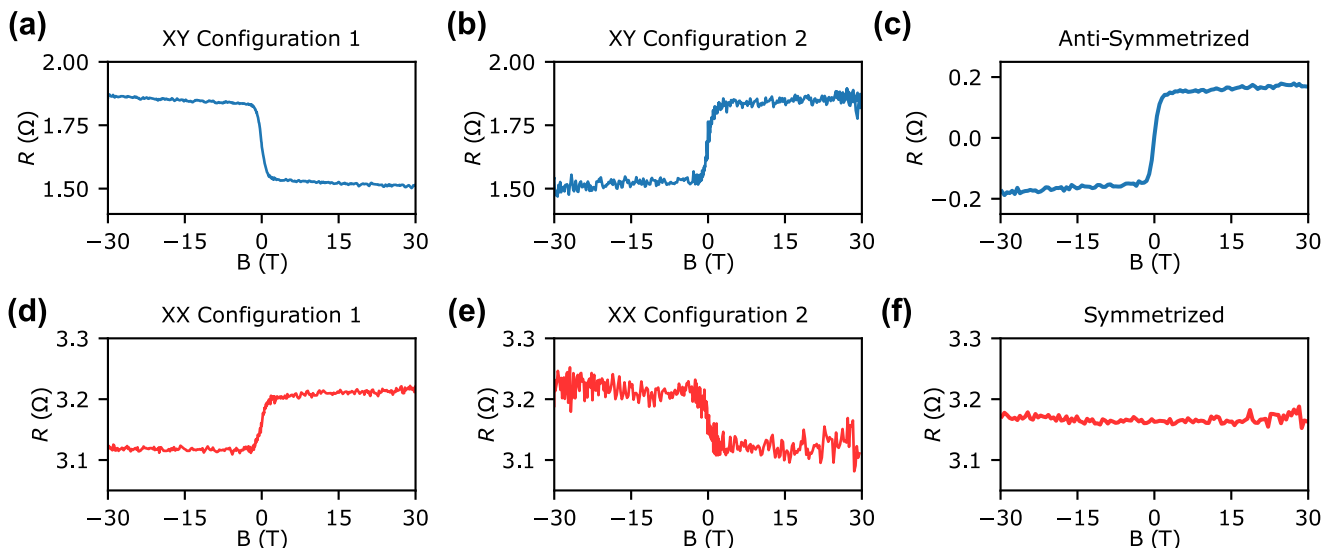 (a) XY Configuration 1
2.00
1.75
1.50
R (Ω)
−30 −15 0 15 30
B (T)
(b) XY Configuration 2
2.00
1.75
1.50
R (Ω)
−30 −15 0 15 30
B (T)
(c) Anti-Symmetrized
0.2
0.0
−0.2
R (Ω)
−30 −15 0 15 30
B (T)
(d) XX Configuration 1
3.3
3.2
3.1
R (Ω)
−30 −15 0 15 30
B (T)
(e) XX Configuration 2
3.3
3.2
3.1
R (Ω)
−30 −15 0 15 30
B (T)
(f) Symmetrized
3.3
3.2
3.1
R (Ω)
−30 −15 0 15 30
B (T)